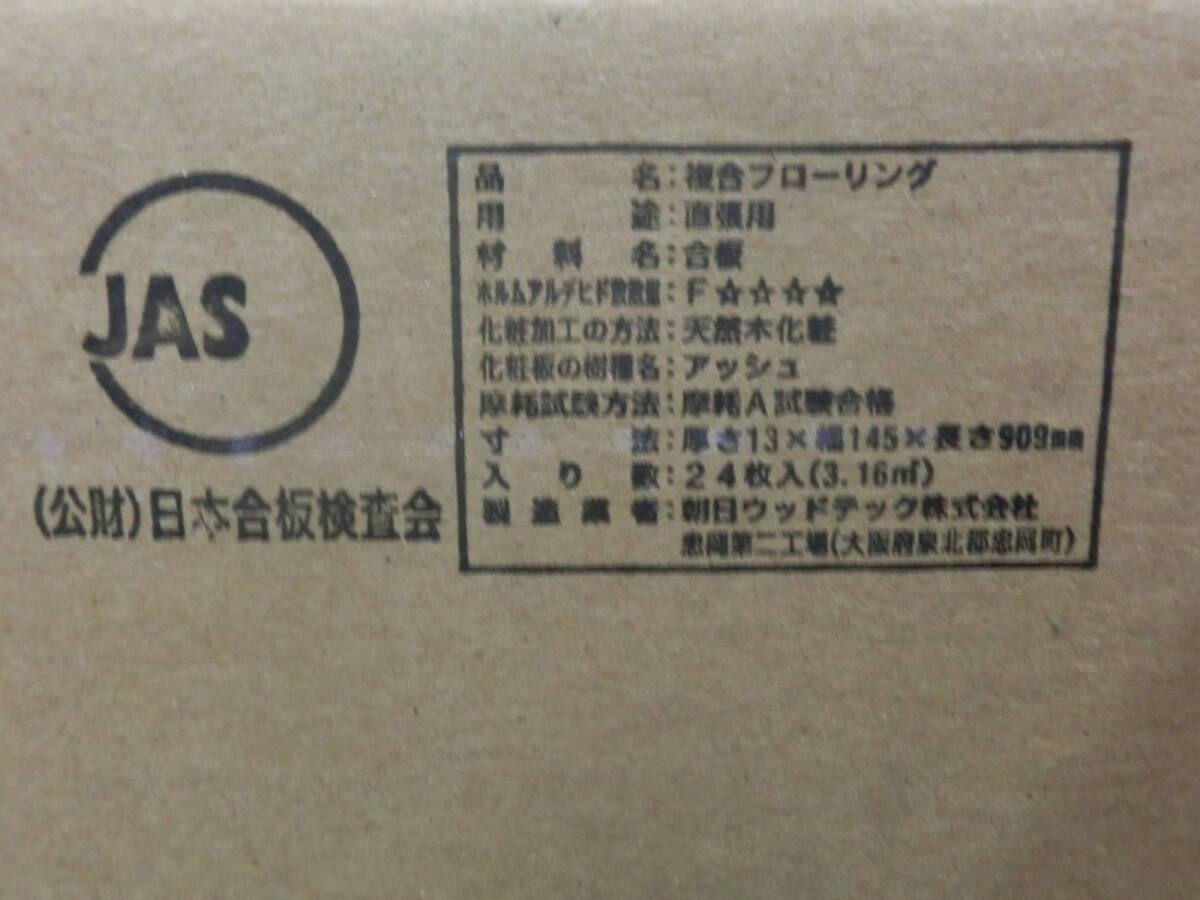 JAS
(公財)日本合板検査会
品名:複合フローリング
用途:直張用
材料名:合板
ホルムアルデヒド放散量:F☆☆☆☆
化粧加工の方法:天然木化粧
化粧板の樹種名:アッシュ
摩耗試験方法:摩耗A試験合格
寸法:厚さ13×幅145×長さ909mm
入り数:24枚入(3.16㎡)
製造業者:朝日ウッドテック株式会社
忠岡第二工場(大阪府泉北郡忠岡町)